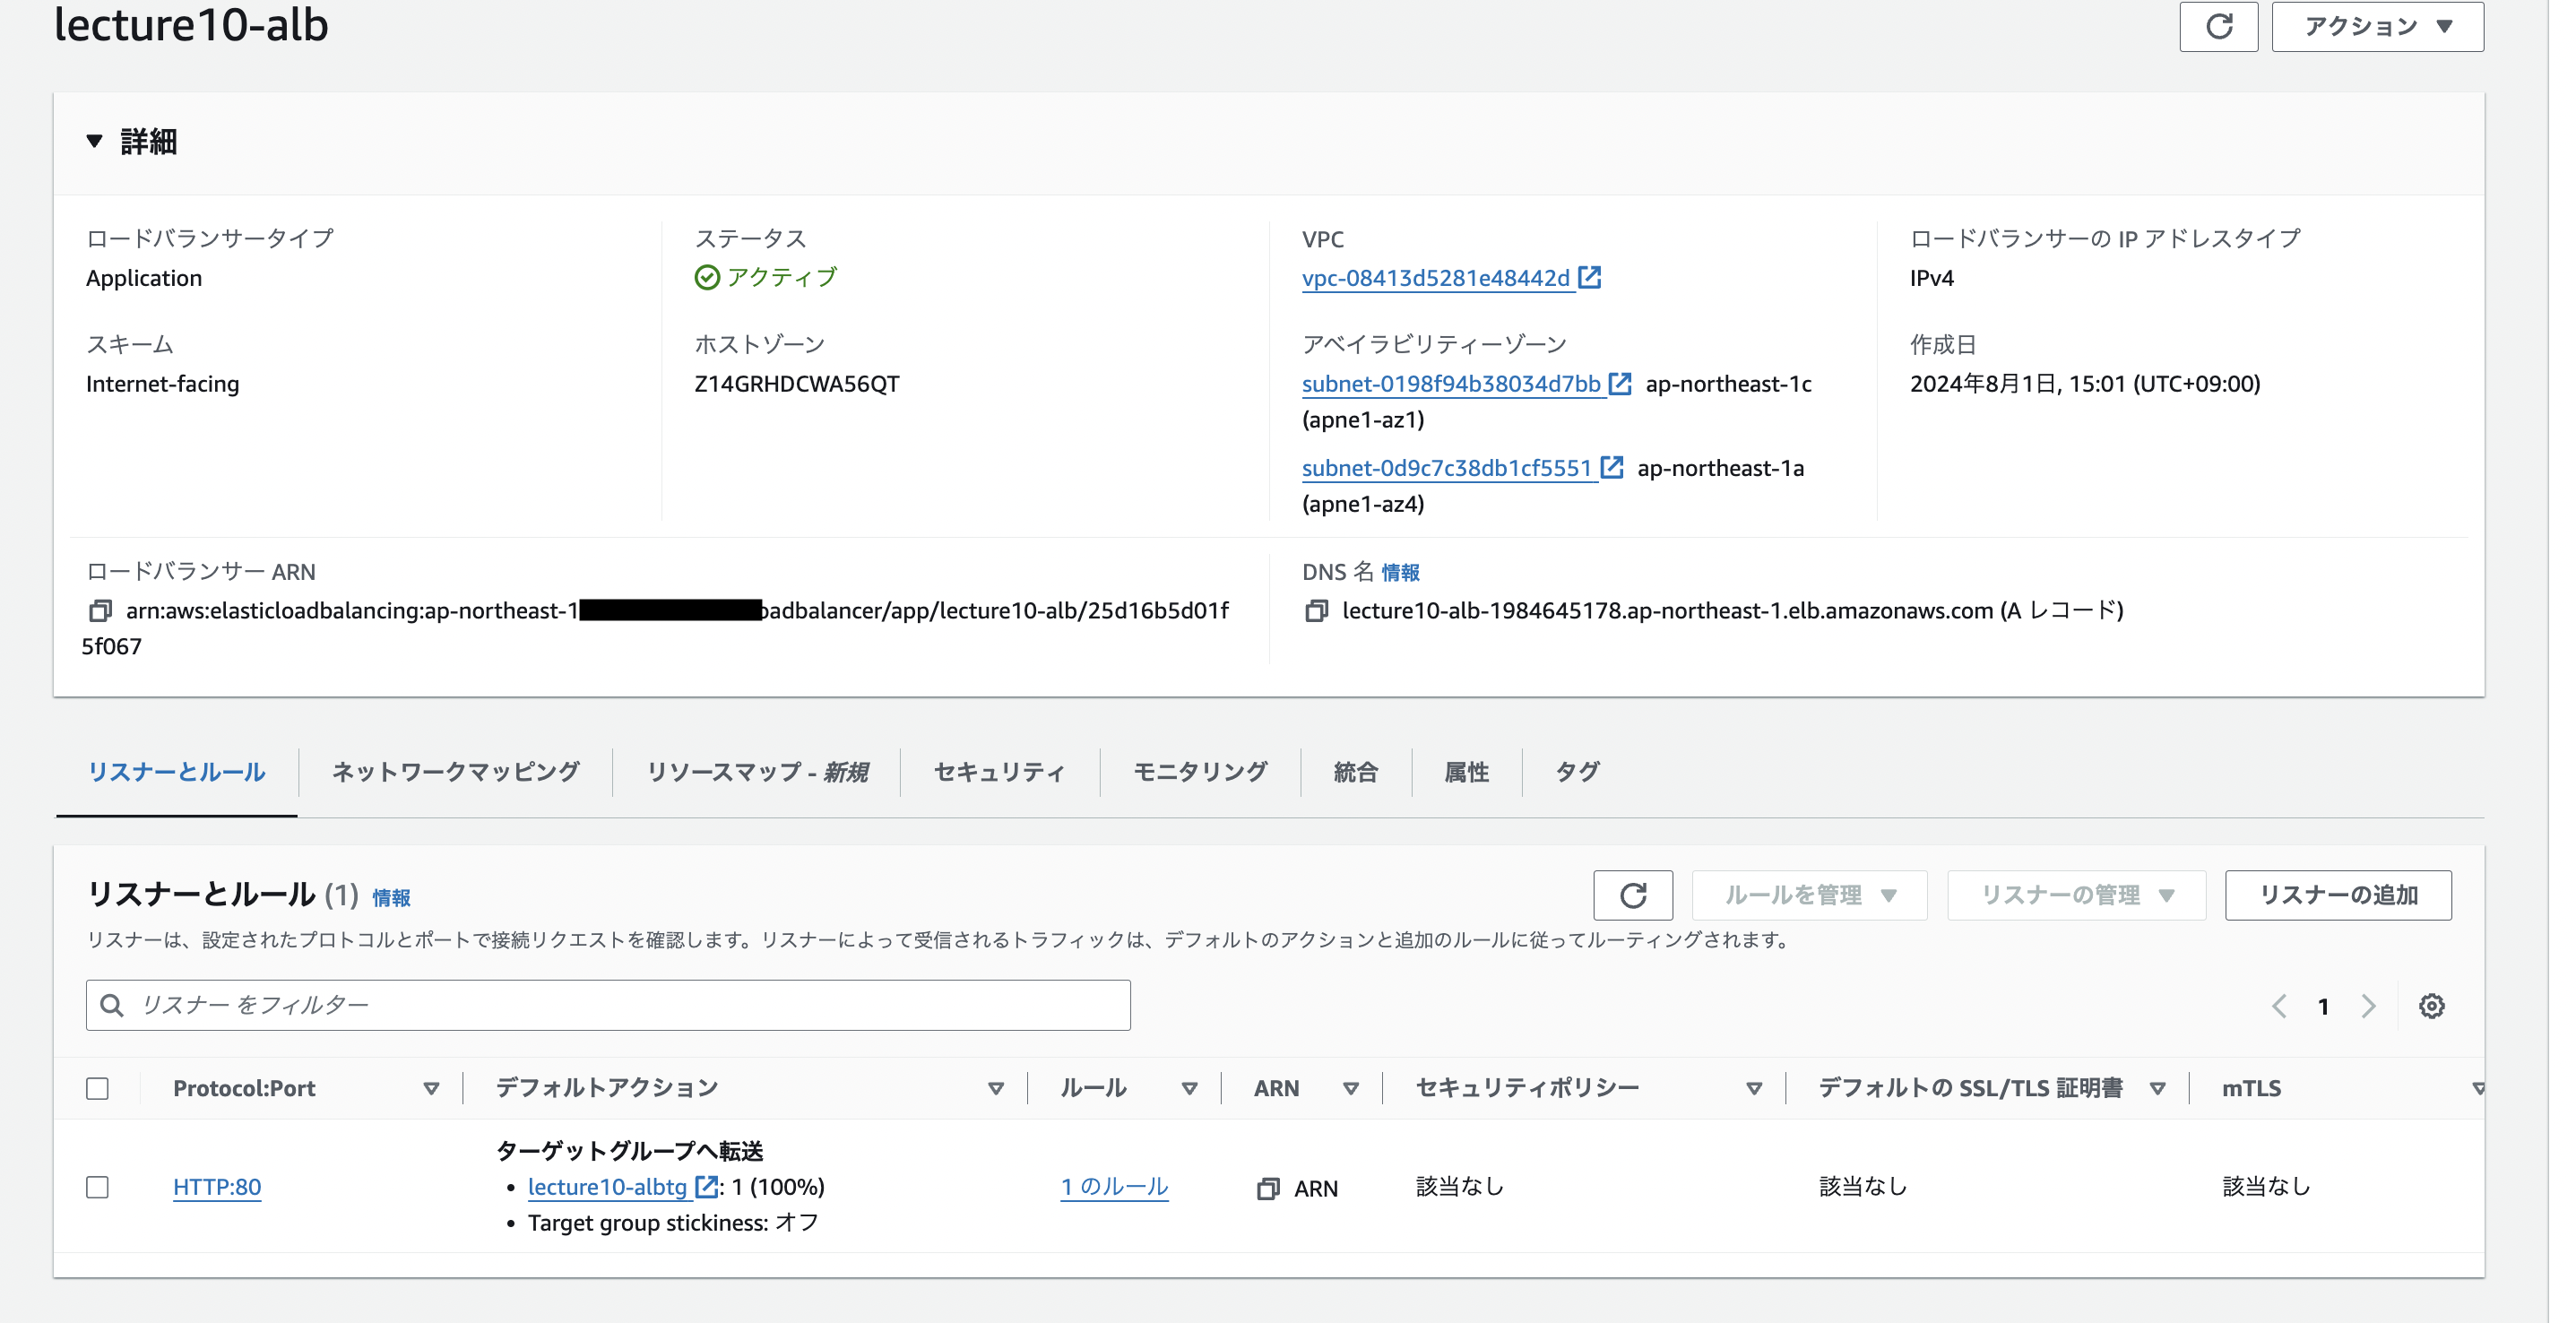 lecture10-alb
アクション
詳細
ロードバランサータイプ
Application
ステータス
アクティブ
VPC
vpc-08413d5281e48442d
ロードバランサーの IP アドレスタイプ
IPv4
スキーム
Internet-facing
ホストゾーン
Z14GRHDCWA56QT
アベイラビリティーゾーン
subnet-0198f94b38034d7bb ap-northeast-1c
(apne1-az1)
subnet-0d9c7c38db1cf5551 ap-northeast-1a
(apne1-az4)
作成日
2024年8月1日, 15:01 (UTC+09:00)
ロードバランサー ARN
arn:aws:elasticloadbalancing:ap-northeast-1 oadbalancer/app/lecture10-alb/25d16b5d01f
5f067
DNS 名 情報
lecture10-alb-1984645178.ap-northeast-1.elb.amazonaws.com (A レコード)
リスナーとルール
ネットワークマッピング
リソースマップ - 新規
セキュリティ
モニタリング
統合
属性
タグ
リスナーとルール (1) 情報
ルールを管理
リスナーの管理
リスナーの追加
リスナーは、設定されたプロトコルとポートで接続リクエストを確認します。リスナーによって受信されるトラフィックは、デフォルトのアクションと追加のルールに従ってルーティングされます。
リスナー をフィルター
1
Protocol:Port
デフォルトアクション
ルール
ARN
セキュリティポリシー
デフォルトの SSL/TLS 証明書
mTLS
HTTP:80
ターゲットグループへ転送
• lecture10-albtg : 1 (100%)
• Target group stickiness: オフ
1 のルール
ARN
該当なし
該当なし
該当なし